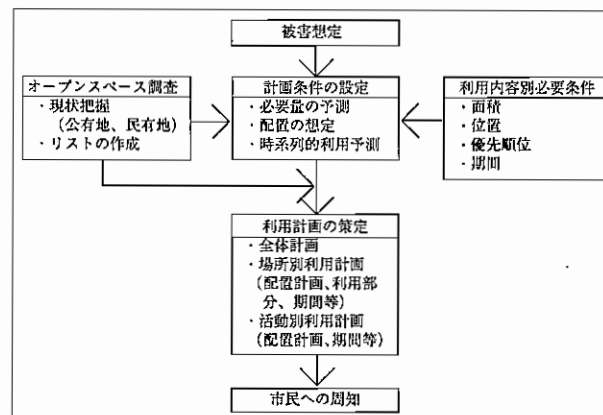 被害想定
オープンスペース調査
・現状把握
（公有地、民有地）
・リストの作成
計画条件の設定
・必要量の予測
・配置の想定
・時系列的利用予測
利用内容別必要条件
・面積
・位置
・優先順位
・期間
利用計画の策定
・全体計画
・場所別利用計画
（配置計画、利用部
分、期間等）
・活動別利用計画
（配置計画、期間等）
市民への周知